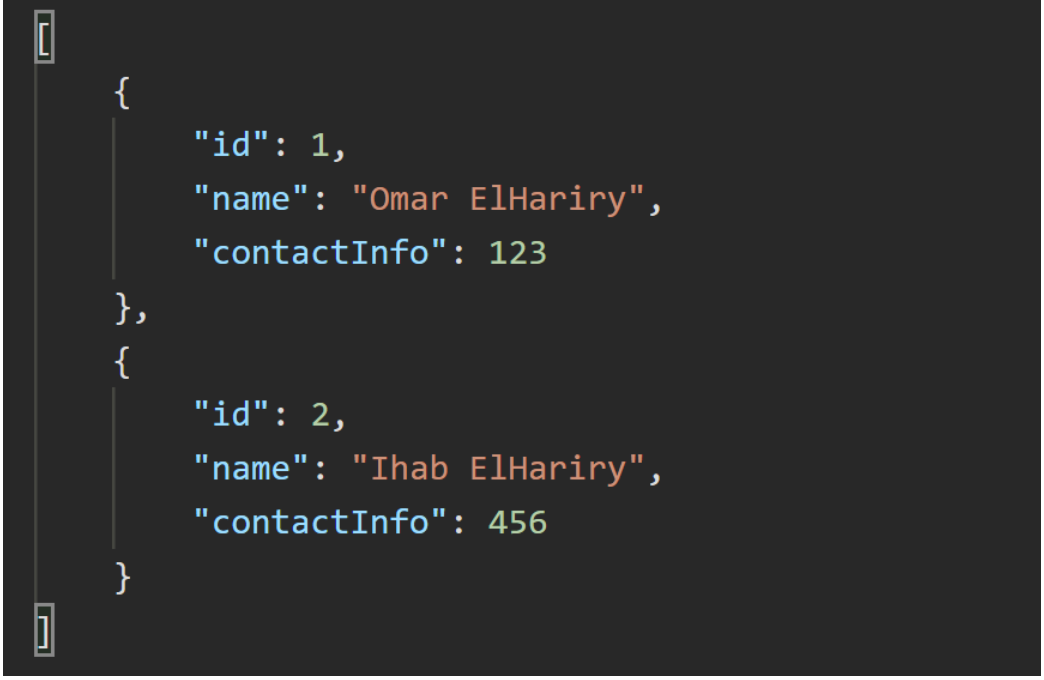 [
{
"id": 1,
"name": "Omar ElHariry",
"contactInfo": 123
},
{
"id": 2,
"name": "Ihab ElHariry",
"contactInfo": 456
}
]